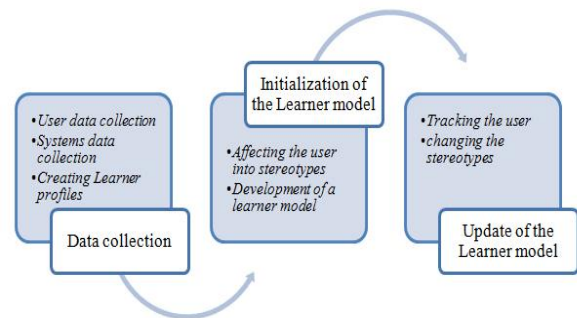 •User data collection
•Systems data
collection
•Creating Learner
profiles
Data collection
Initialization of
the Learner model
•Affecting the user
into stereotypes
•Development of a
learner model
•Tracking the user
•changing the
stereotypes
Update of the
Learner model